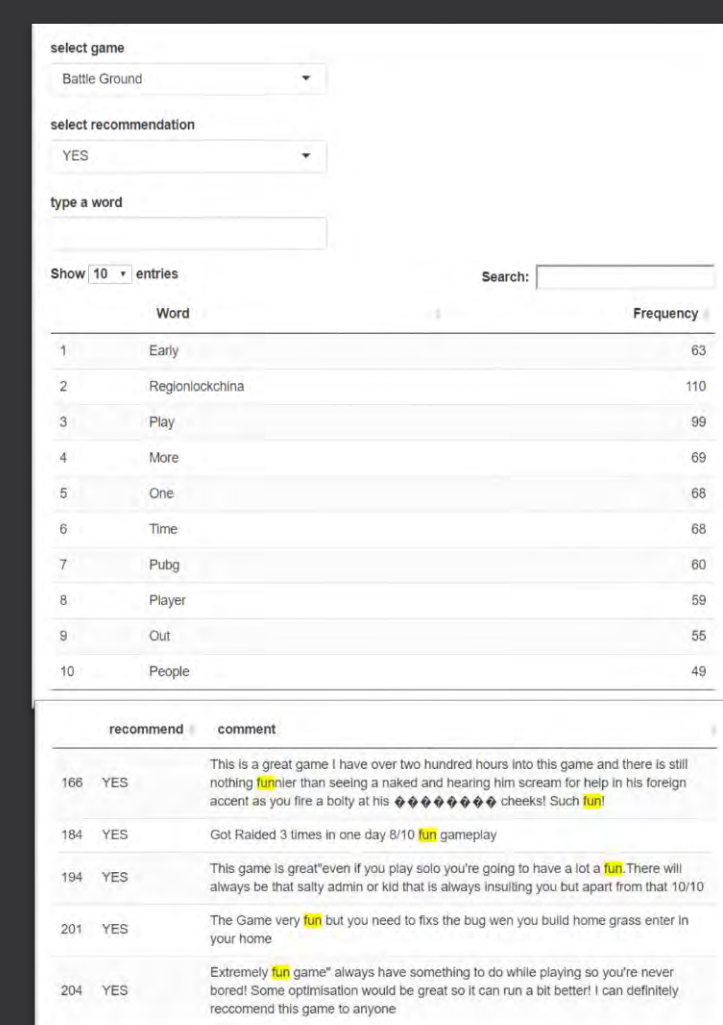 select game
Battle Ground
select recommendation
YES
type a word
Show 10 entries
Search:
Word Frequency
1 Early 63
2 Regionlockchina 110
3 Play 99
4 More 69
5 One 68
6 Time 68
7 Pubg 60
8 Player 59
9 Out 55
10 People 49
recommend comment
This is a great game I have over two hundred hours into this game and there is still
166 YES nothing funnier than seeing a naked and hearing him scream for help in his foreign
accent as you fire a bolty at his ��������� cheeks! Such fun!
184 YES Got Raided 3 times in one day 8/10 fun gameplay
194 YES This game is great"even if you play solo you're going to have a lot a fun.There will
always be that salty admin or kid that is always insulting you but apart from that 10/10
201 YES The Game very fun but you need to fixs the bug wen you build home grass enter in
your home
Extremely fun game" always have something to do while playing so you're never
204 YES bored! Some optimisation would be great so it can run a bit better! I can definitely
reccomend this game to anyone